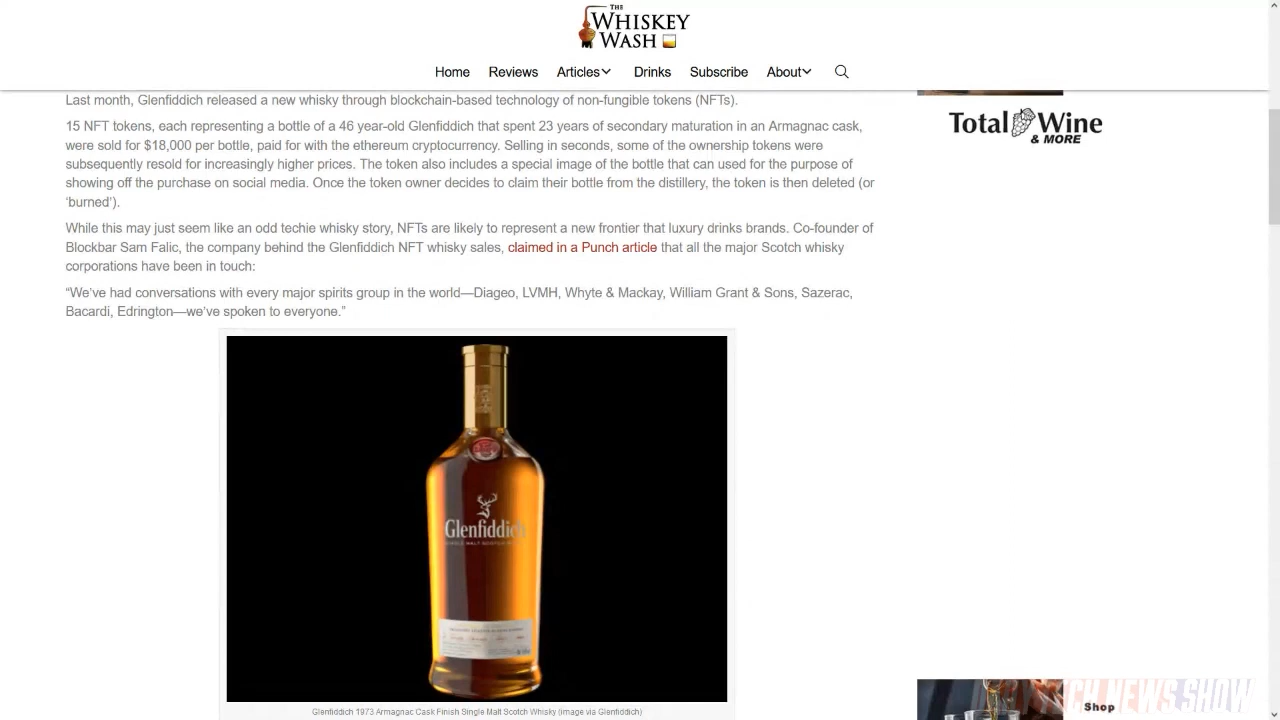 THE
WHISKEY
WASH
Home Reviews Articles Drinks Subscribe About
Last month, Glenfiddich released a new whisky through blockchain-based technology of non-fungible tokens (NFTs).
15 NFT tokens, each representing a bottle of a 46 year-old Glenfiddich that spent 23 years of secondary maturation in an Armagnac cask,
were sold for $18,000 per bottle, paid for with the Etherum cryptocurrency. Selling in seconds, some of the ownership tokens were
subsequently resold for increasingly higher prices. The token also includes a special image of the bottle that can used for the purpose of
showing off the purchase on social media. Once the token owner decides to claim their bottle from the distillery, the token is then deleted (or
‘burned’).
While this may just seem like an odd techie whisky story, NFTs are likely to represent a new frontier that luxury drinks brands. Co-founder of
Blockbar Sam Falic, the company behind the Glenfiddich NFT whisky sales, claimed in a Punch article that all the major Scotch whisky
corporations have been in touch:
“We’ve had conversations with every major spirits group in the world—Diageo, LVMH, Whyte & Mackay, William Grant & Sons, Sazerac,
Bacardi, Edrington—we’ve spoken to everyone.”
Glenfiddich
SINGLE MALT SCOTCH
Glenfiddich 1973 Armagnac Cask Finish Single Malt Scotch Whisky (image via Glenfiddich)
Total Wine
& MORE
Shop
TECH NEWS SHOW